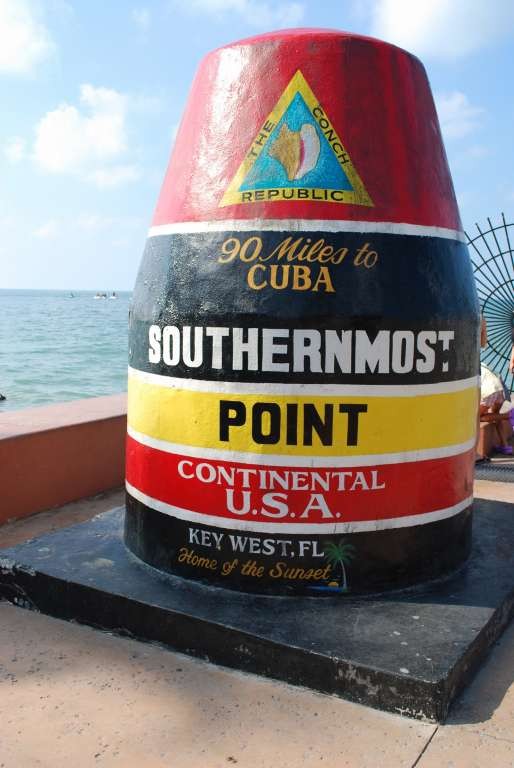 THE CONCH
REPUBLIC
90 Miles to
CUBA
SOUTHERNMOST
POINT
CONTINENTAL
U.S.A.
KEY WEST, FL
Home of the Sunset